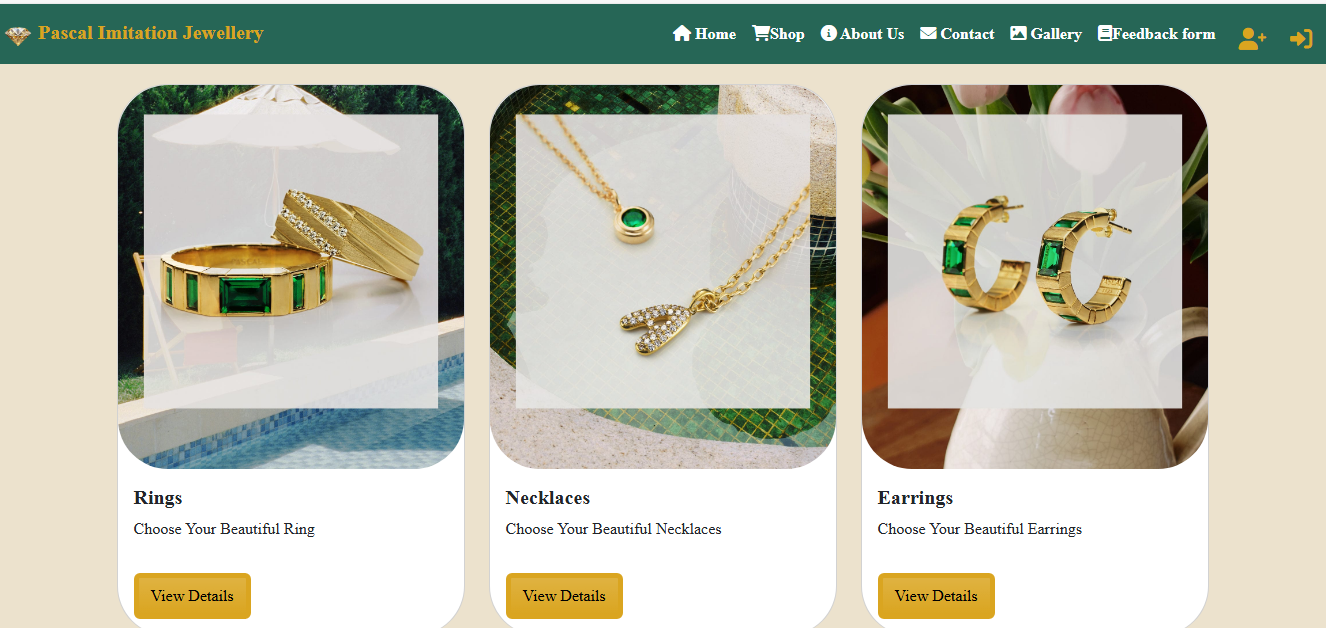 Pascal Imitation Jewellery
Home Shop About Us Contact Gallery Feedback form
Rings
Choose Your Beautiful Ring
View Details
Necklaces
Choose Your Beautiful Necklaces
View Details
Earrings
Choose Your Beautiful Earrings
View Details